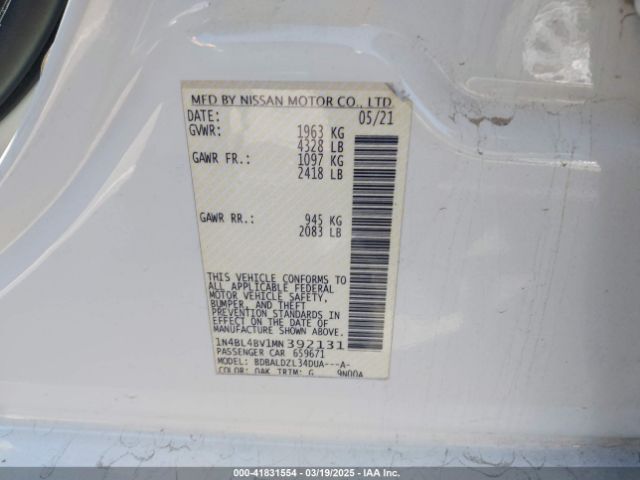 MFD BY NISSAN MOTOR CO., LTD.
DATE: 05/21
GVWR: 1963 KG
4328 LB
GAWR FR.: 1097 KG
2418 LB
GAWR RR.: 945 KG
2083 LB
THIS VEHICLE CONFORMS TO
ALL APPLICABLE FEDERAL
MOTOR VEHICLE SAFETY,
BUMPER, AND THEFT
PREVENTION STANDARDS
IN EFFECT ON THE DATE OF
MANUFACTURE SHOWN ABOVE.
1N4BL4BV1MN392131
PASSENGER CAR 659671
MODEL: BDBALDZL34DUA---A-
COLOR: QAK TRIM: G
000-41831554 — 03/19/2025 — IAA Inc.